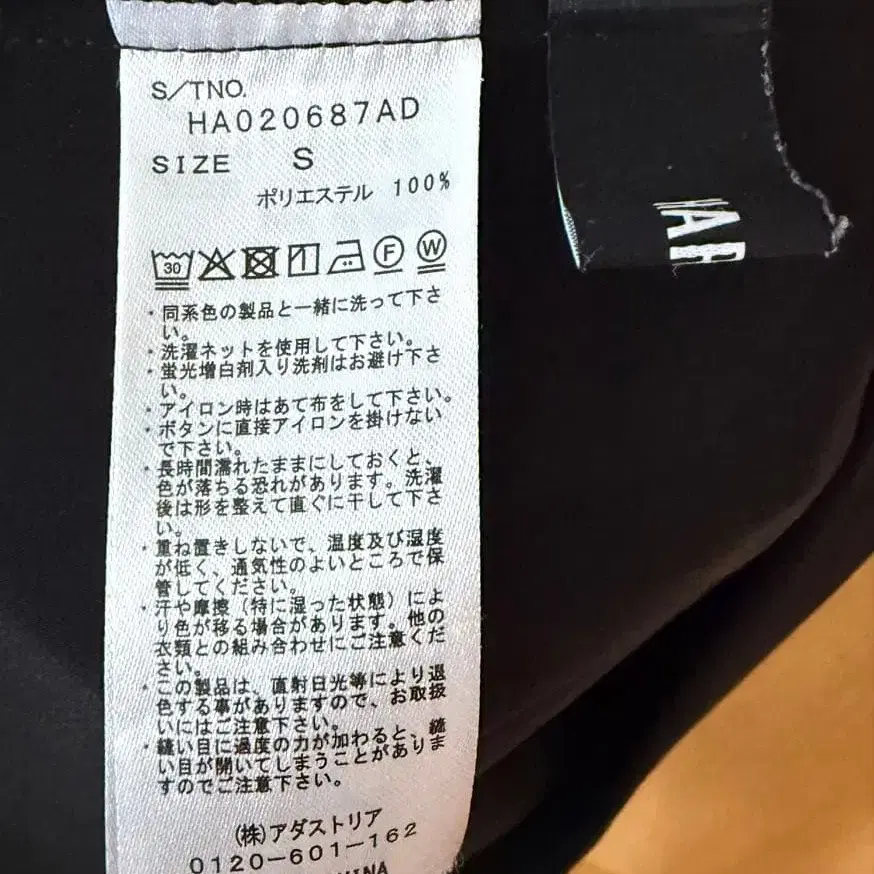 S/TNO.
HA020687AD
SIZE S
ポリエステル 100%
30 F W
・同系色の製品と一緒に洗って下さ
い。
・洗濯ネットを使用して下さい。
・蛍光増白剤入り洗剤はお避け下さ
い。
・アイロン時はあて布をして下さい。
・ボタンに直接アイロンを掛けない
で下さい。
・長時間濡れたままにしておくと、
色が落ちる恐れがあります。洗濯
後は形を整えて直ぐに干して下さ
い。
・重ね置きしないで、温度及び湿度
が低く、通気性のよいところで保
管してください。
・汗や摩擦（特に湿った状態）によ
り色が移る場合があります。他の
衣類との組み合わせにご注意くだ
さい。
・この製品は、直射日光等により退
色する事がありますので、お取扱
いにはご注意下さい。
・縫い目に過度の力が加わると、縫
い目が開いてしまうことがありま
すのでご注意下さい。
(株)アダストリア
0120-601-162